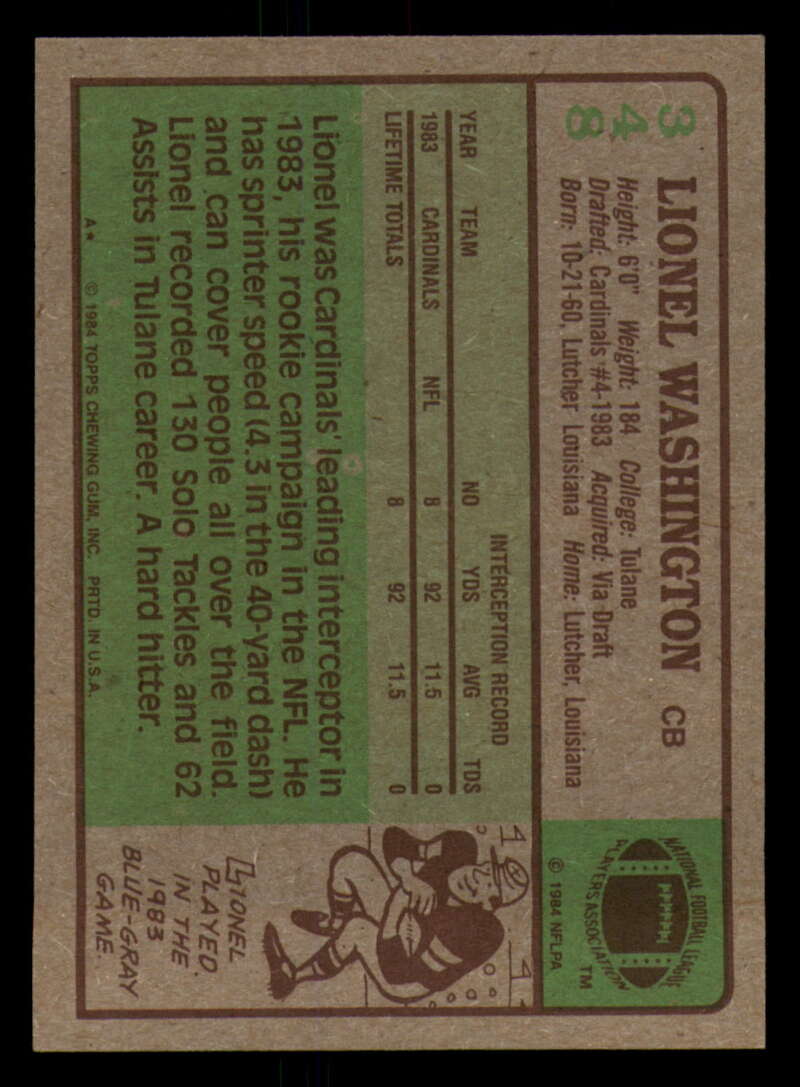 348
LIONEL WASHINGTON CB
Height: 6'0" Weight: 184 College: Tulane
Drafted: Cardinals #4-1983 Acquired: Via Draft
Born: 10-21-60, Lutcher Louisiana Home: Lutcher, Louisiana
NATIONAL FOOTBALL LEAGUE
PLAYERS ASSOCIATION
TM
© 1984 NFLPA
INTERCEPTION RECORD
YEAR TEAM NO YDS AVG TDS
1983 CARDINALS NFL 8 92 11.5 0
LIFETIME TOTALS 8 92 11.5 0
Lionel was Cardinals' leading interceptor in
1983, his rookie campaign in the NFL. He
has sprinter speed (4.3 in the 40-yard dash)
and can cover people all over the field.
Lionel recorded 130 Solo Tackles and 62
Assists in Tulane career. A hard hitter.
LIONEL
PLAYED
IN THE
1983
BLUE-GRAY
GAME.
A* © 1984 TOPPS CHEWING GUM, INC. PRTD. IN U.S.A.